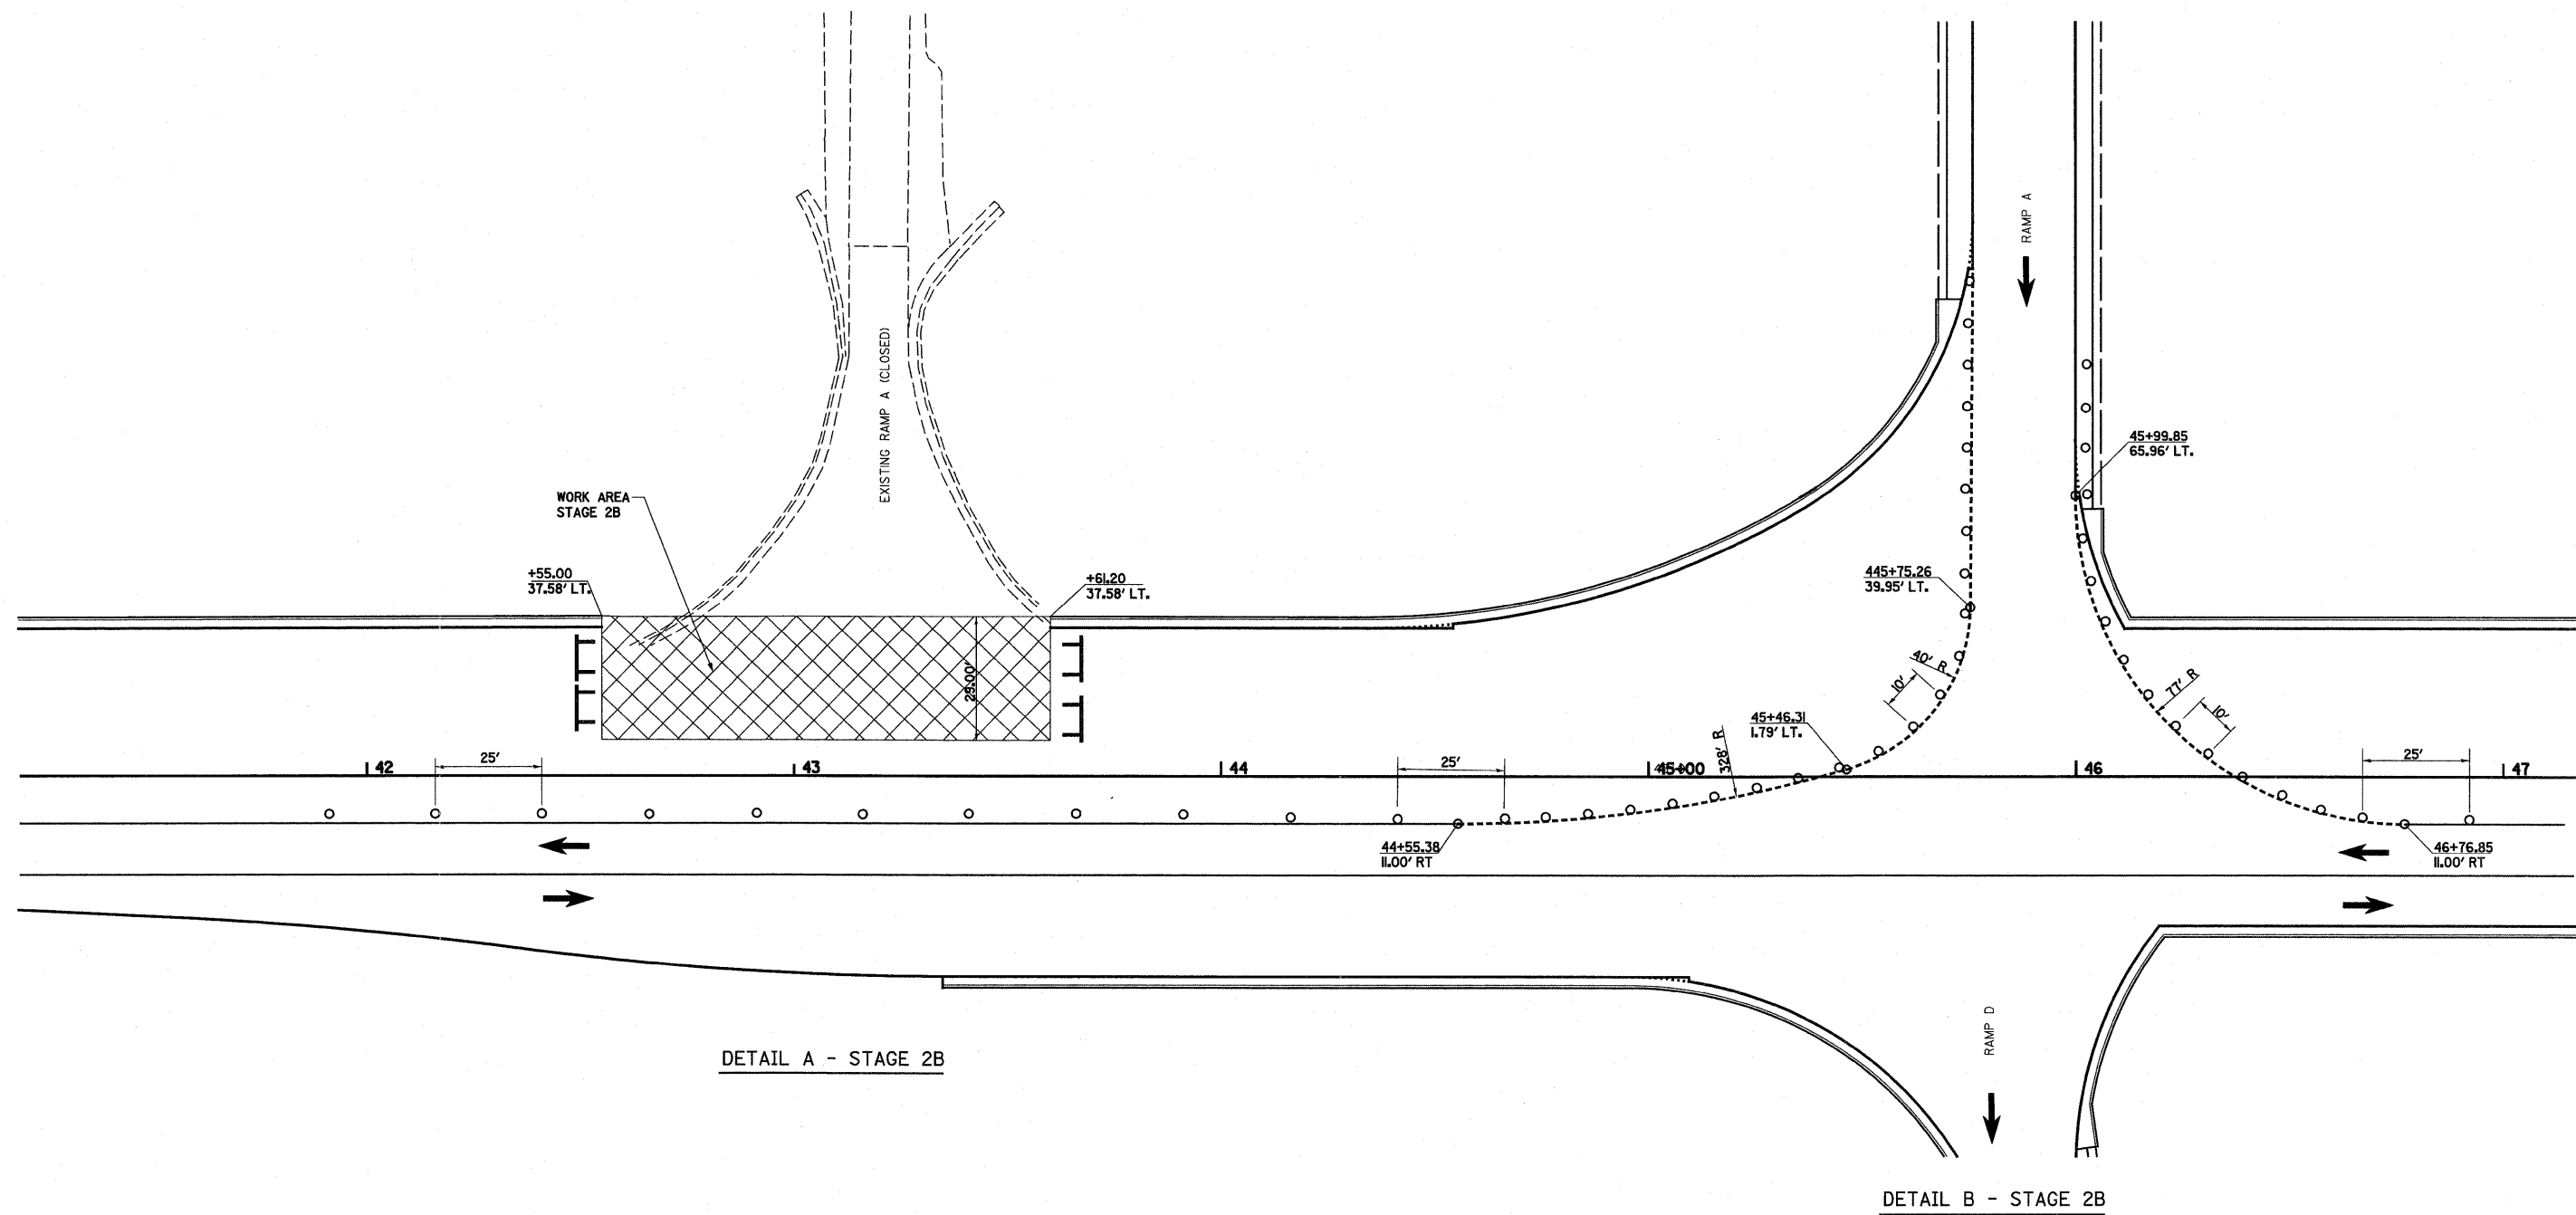 RAMP A
EXISTING RAMP A (CLOSED)
45+99.85
65.96' LT.
WORK AREA
STAGE 2B
+55.00
37.58' LT.
+61.20
37.58' LT.
445+75.26
39.95' LT.
29.00'
40' R
10'
77' R
10'
45+46.31
1.79' LT.
328' R
42
25'
43
44
25'
45+00
46
25'
47
44+55.38
11.00' RT
46+76.85
11.00' RT
RAMP D
DETAIL A - STAGE 2B
DETAIL B - STAGE 2B